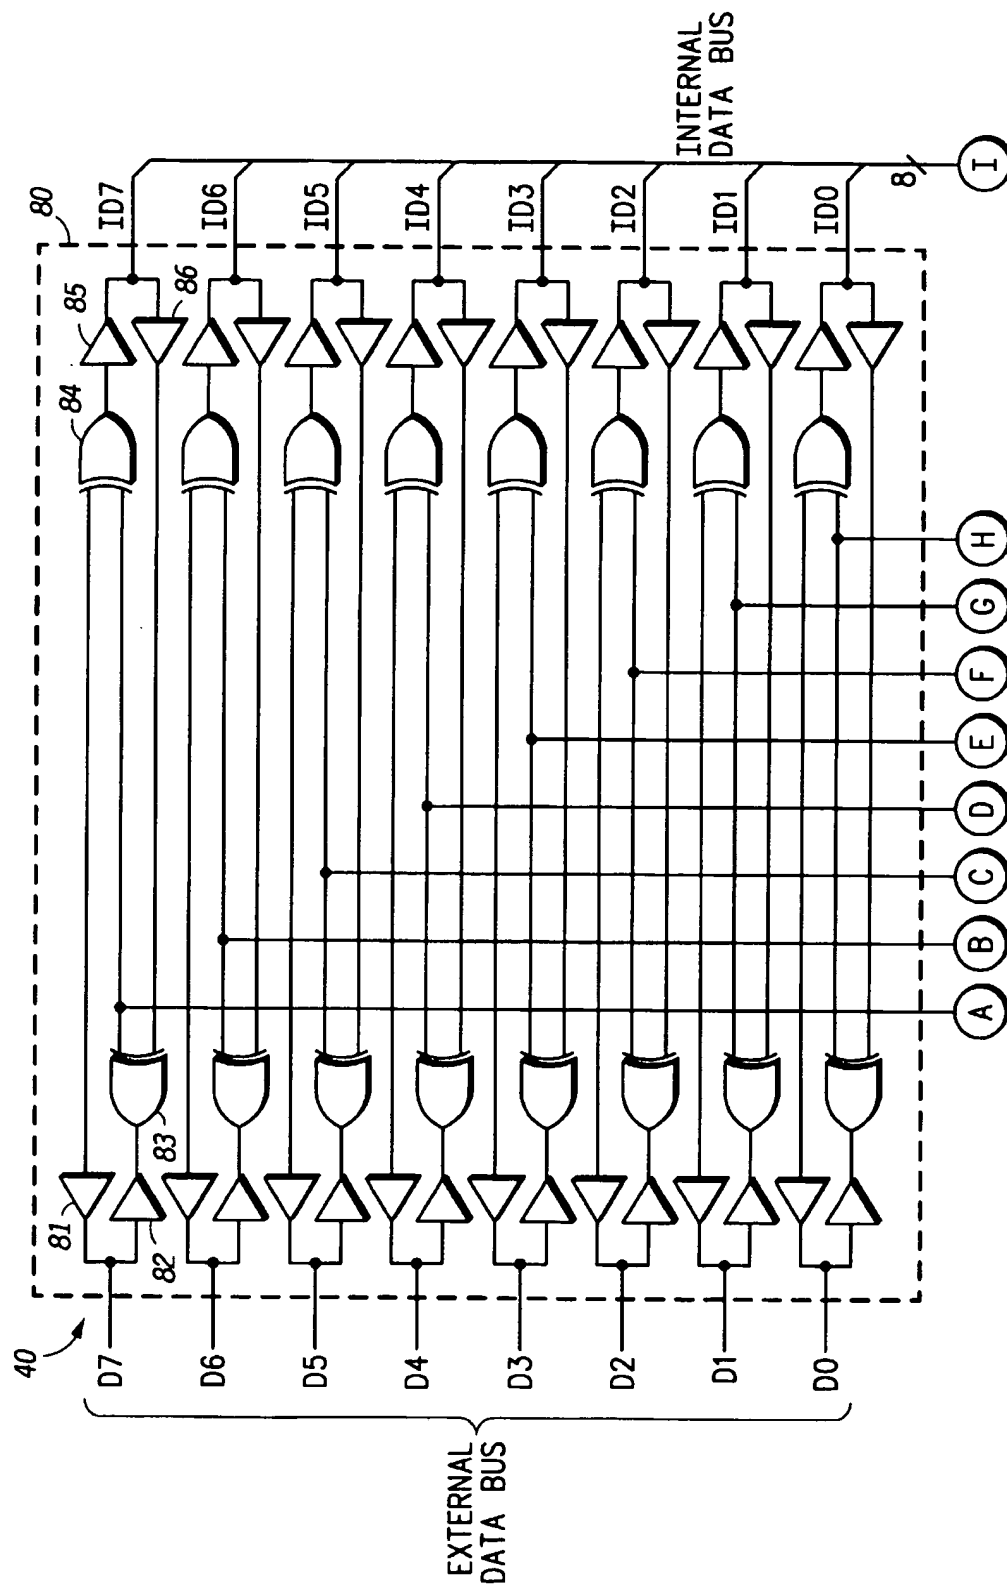 40
80
EXTERNAL
DATA BUS
D7
D6
D5
D4
D3
D2
D1
D0
81
82
83
84
85
86
ID7
ID6
ID5
ID4
ID3
ID2
ID1
ID0
INTERNAL
DATA BUS
8
A
B
C
D
E
F
G
H
I